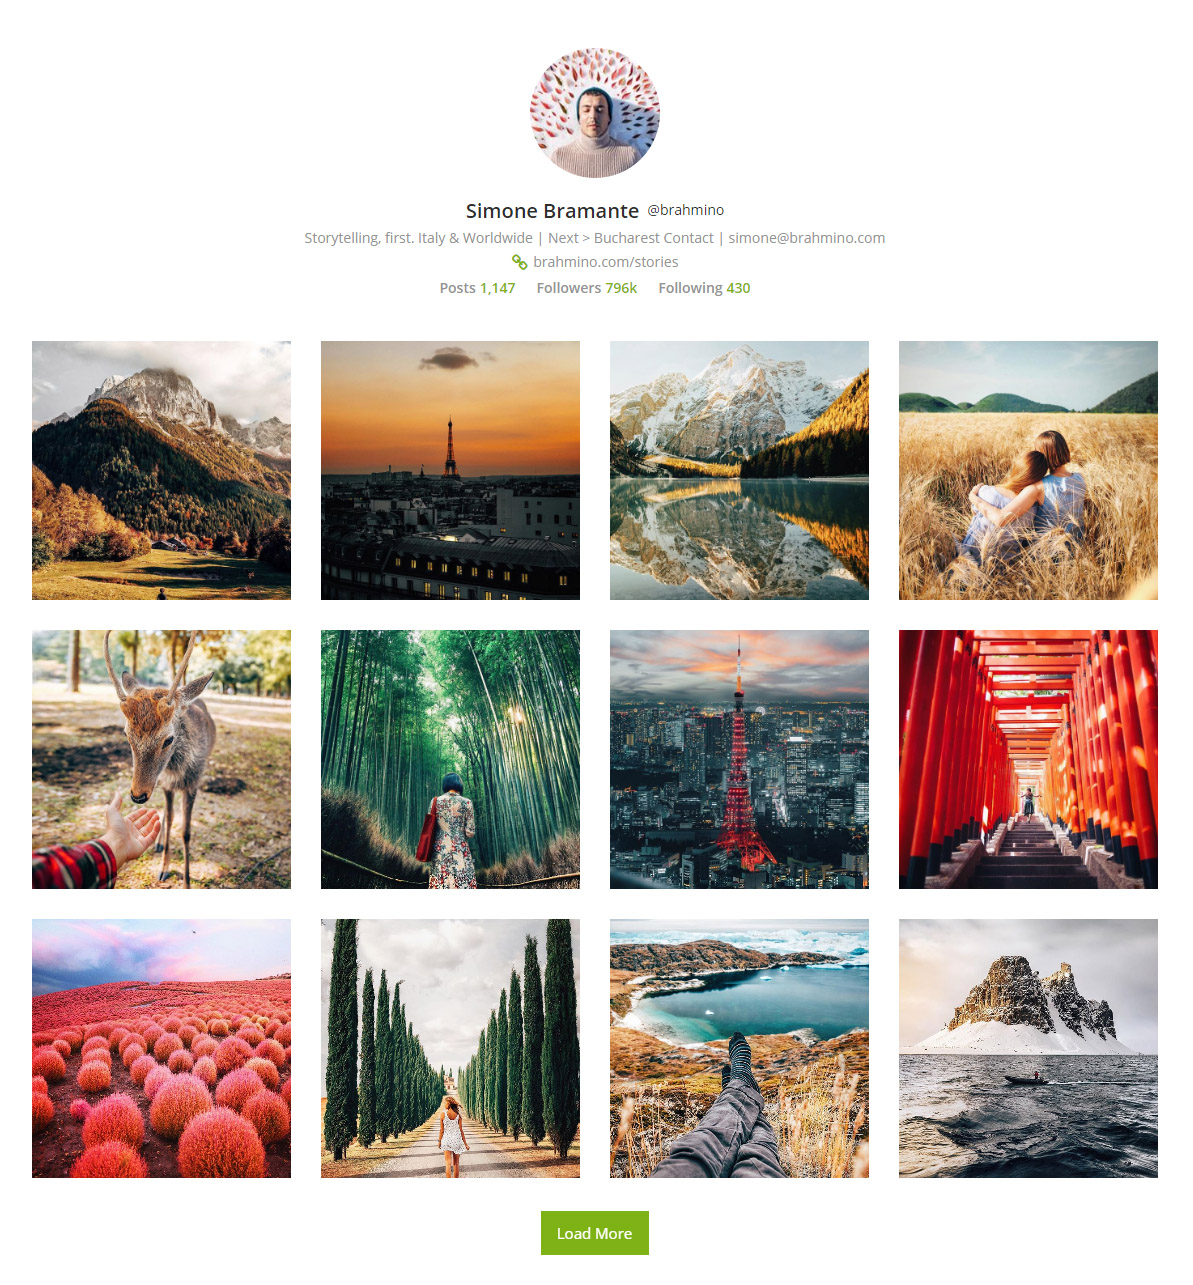 Simone Bramante @brahmino
Storytelling, first. Italy & Worldwide | Next > Bucharest Contact | simone@brahmino.com
brahmino.com/stories
Posts 1,147 Followers 796k Following 430
Load More